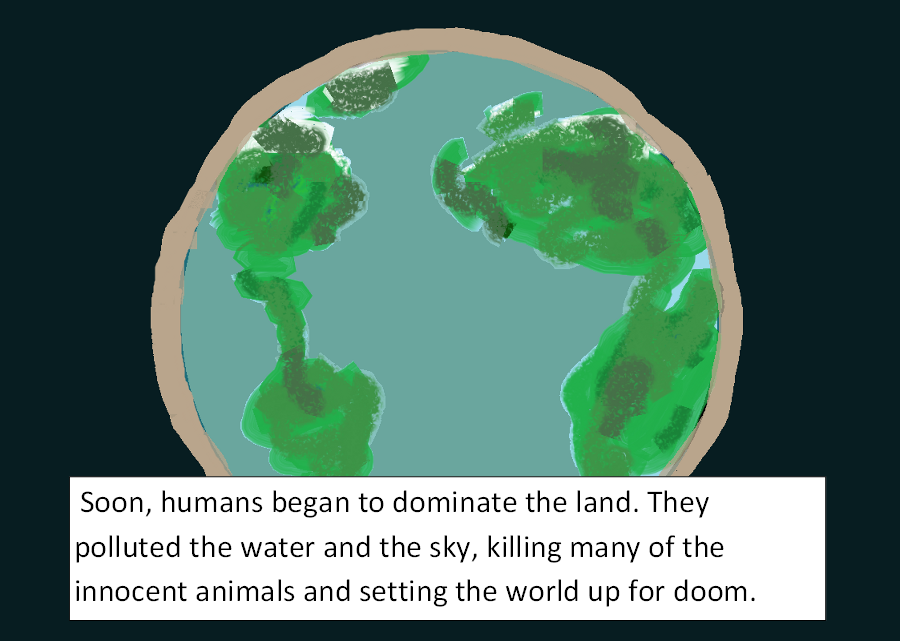 Soon, humans began to dominate the land. They
polluted the water and the sky, killing many of the
innocent animals and setting the world up for doom.